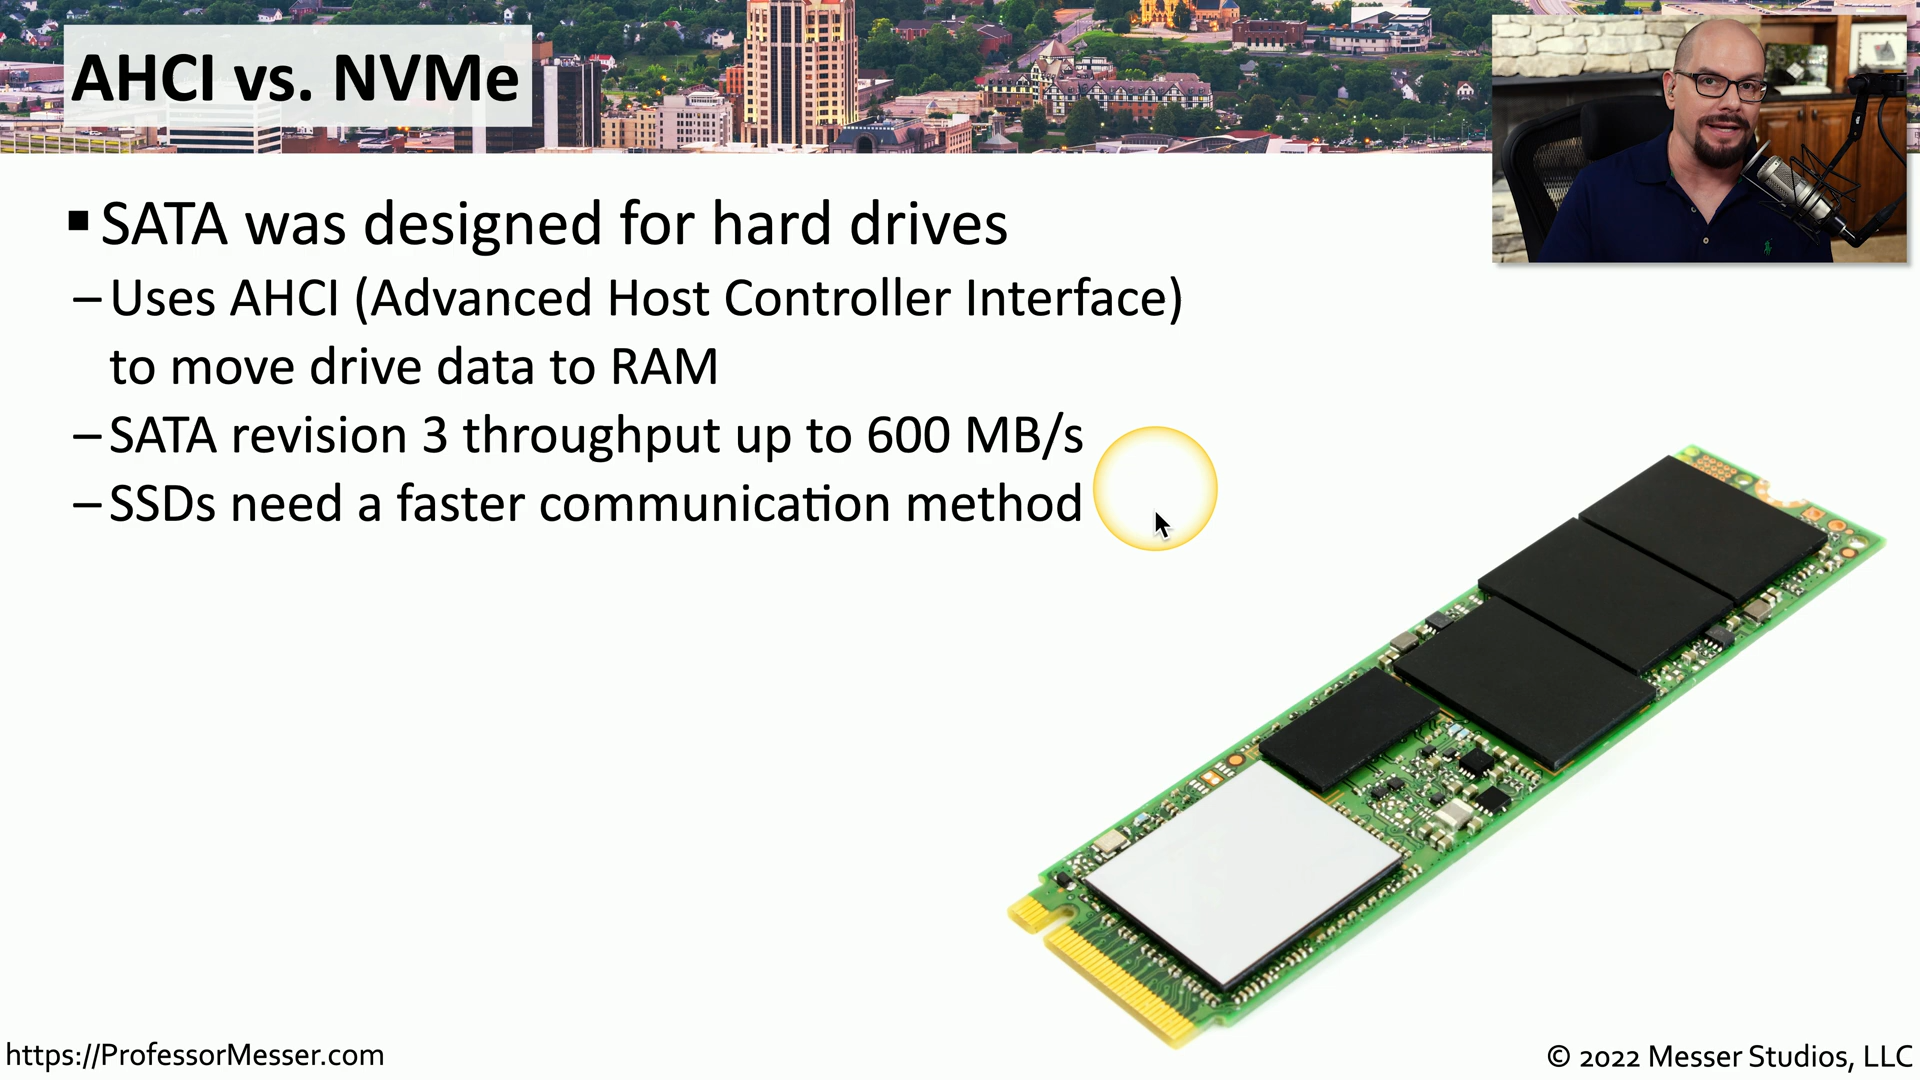 AHCI vs. NVMe
▪ SATA was designed for hard drives
– Uses AHCI (Advanced Host Controller Interface)
to move drive data to RAM
– SATA revision 3 throughput up to 600 MB/s
– SSDs need a faster communication method
https://ProfessorMesser.com
© 2022 Messer Studios, LLC